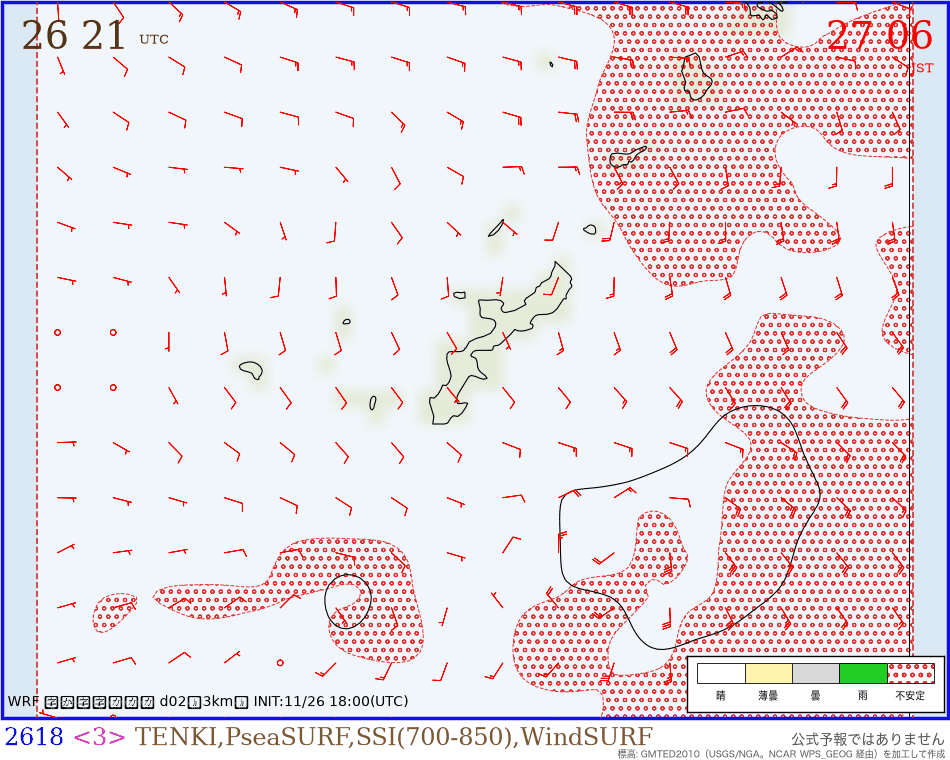 26 21 UTC
27 06
JST
WRF d02 3km INIT:11/26 18:00(UTC)
晴 薄曇 曇 雨 不安定
2618 <3> TENKI,PseaSURF,SSI(700-850),WindSURF
公式予報ではありません
標高: GMTED2010（USGS/NGA。NCAR WPS_GEOG 経由）を加工して作成